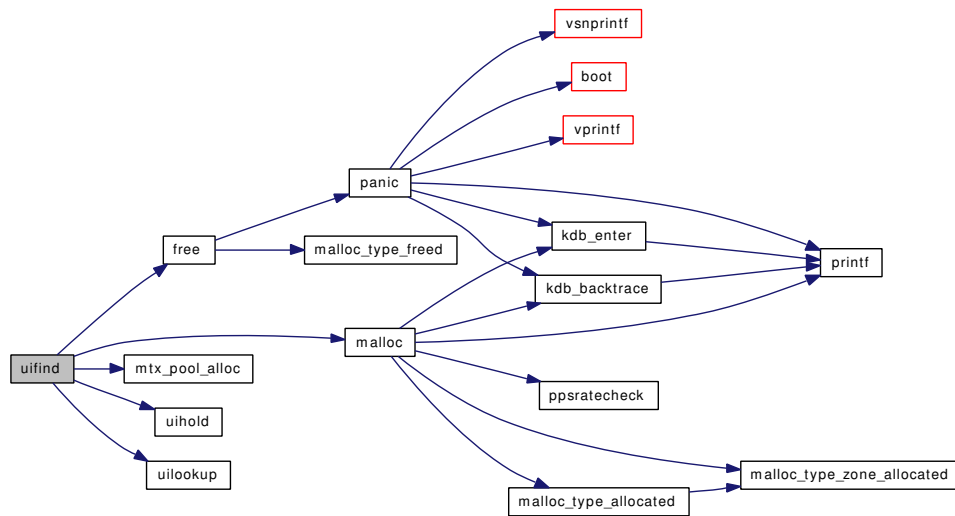 vsnprintf
boot
vprintf
panic
kdb_enter
free
malloc_type_freed
printf
kdb_backtrace
malloc
uifind
mtx_pool_alloc
ppsratecheck
uihold
uilookup
malloc_type_zone_allocated
malloc_type_allocated